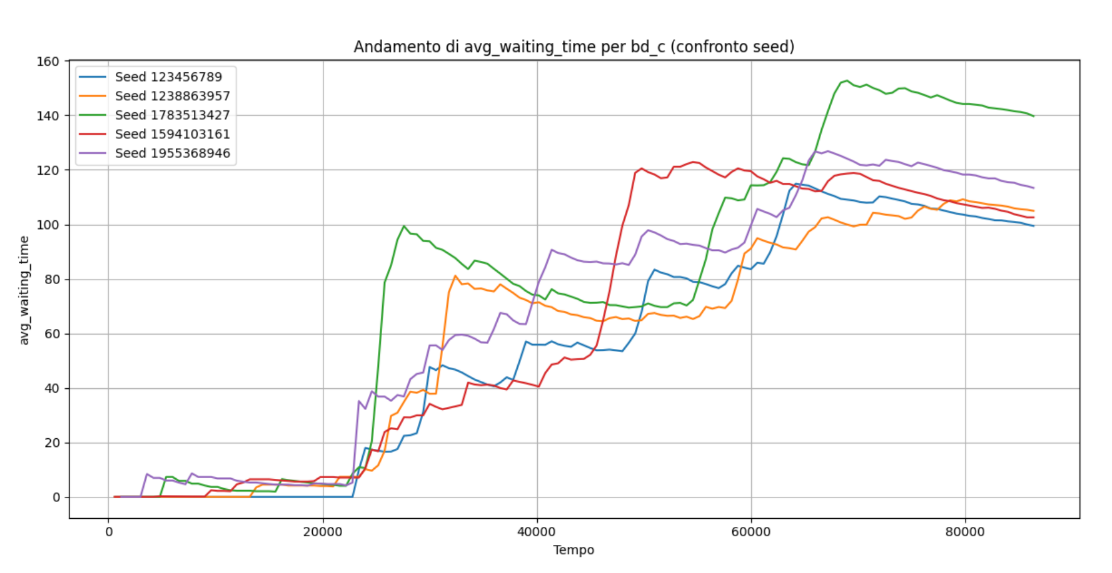 Andamento di avg_waiting_time per bd_c (confronto seed)
160
140
120
100
80
60
40
20
0
avg_waiting_time
Seed 123456789
Seed 1238863957
Seed 1783513427
Seed 1594103161
Seed 1955368946
0 20000 40000 60000 80000
Tempo